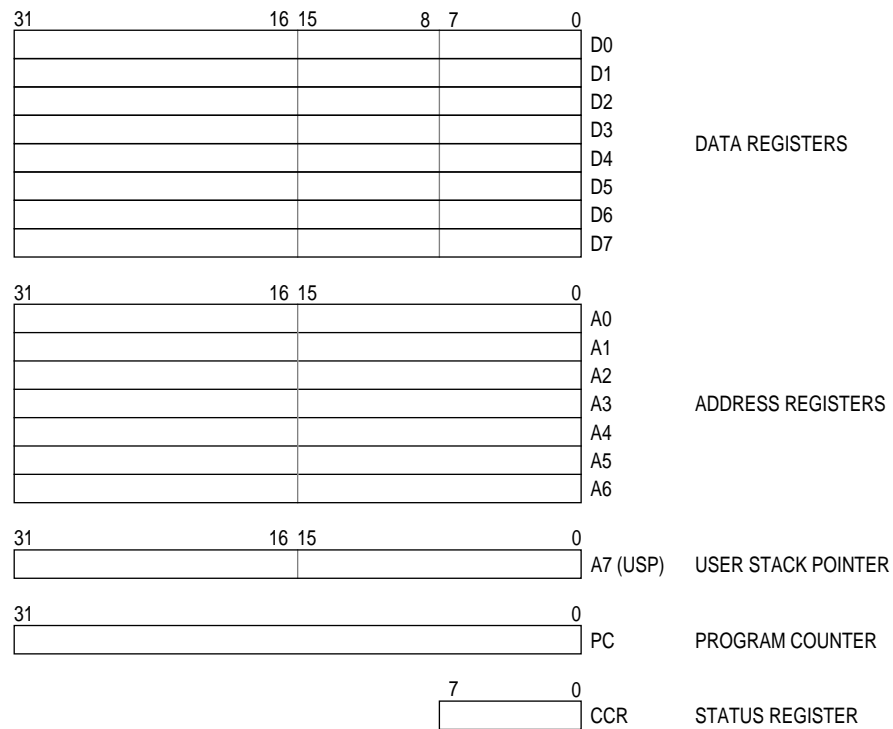 31 16 15 8 7 0
D0
D1
D2
D3
D4
D5
D6
D7
DATA REGISTERS
31 16 15 0
A0
A1
A2
A3
A4
A5
A6
ADDRESS REGISTERS
31 16 15 0
A7 (USP) USER STACK POINTER
31 0
PC PROGRAM COUNTER
7 0
CCR STATUS REGISTER